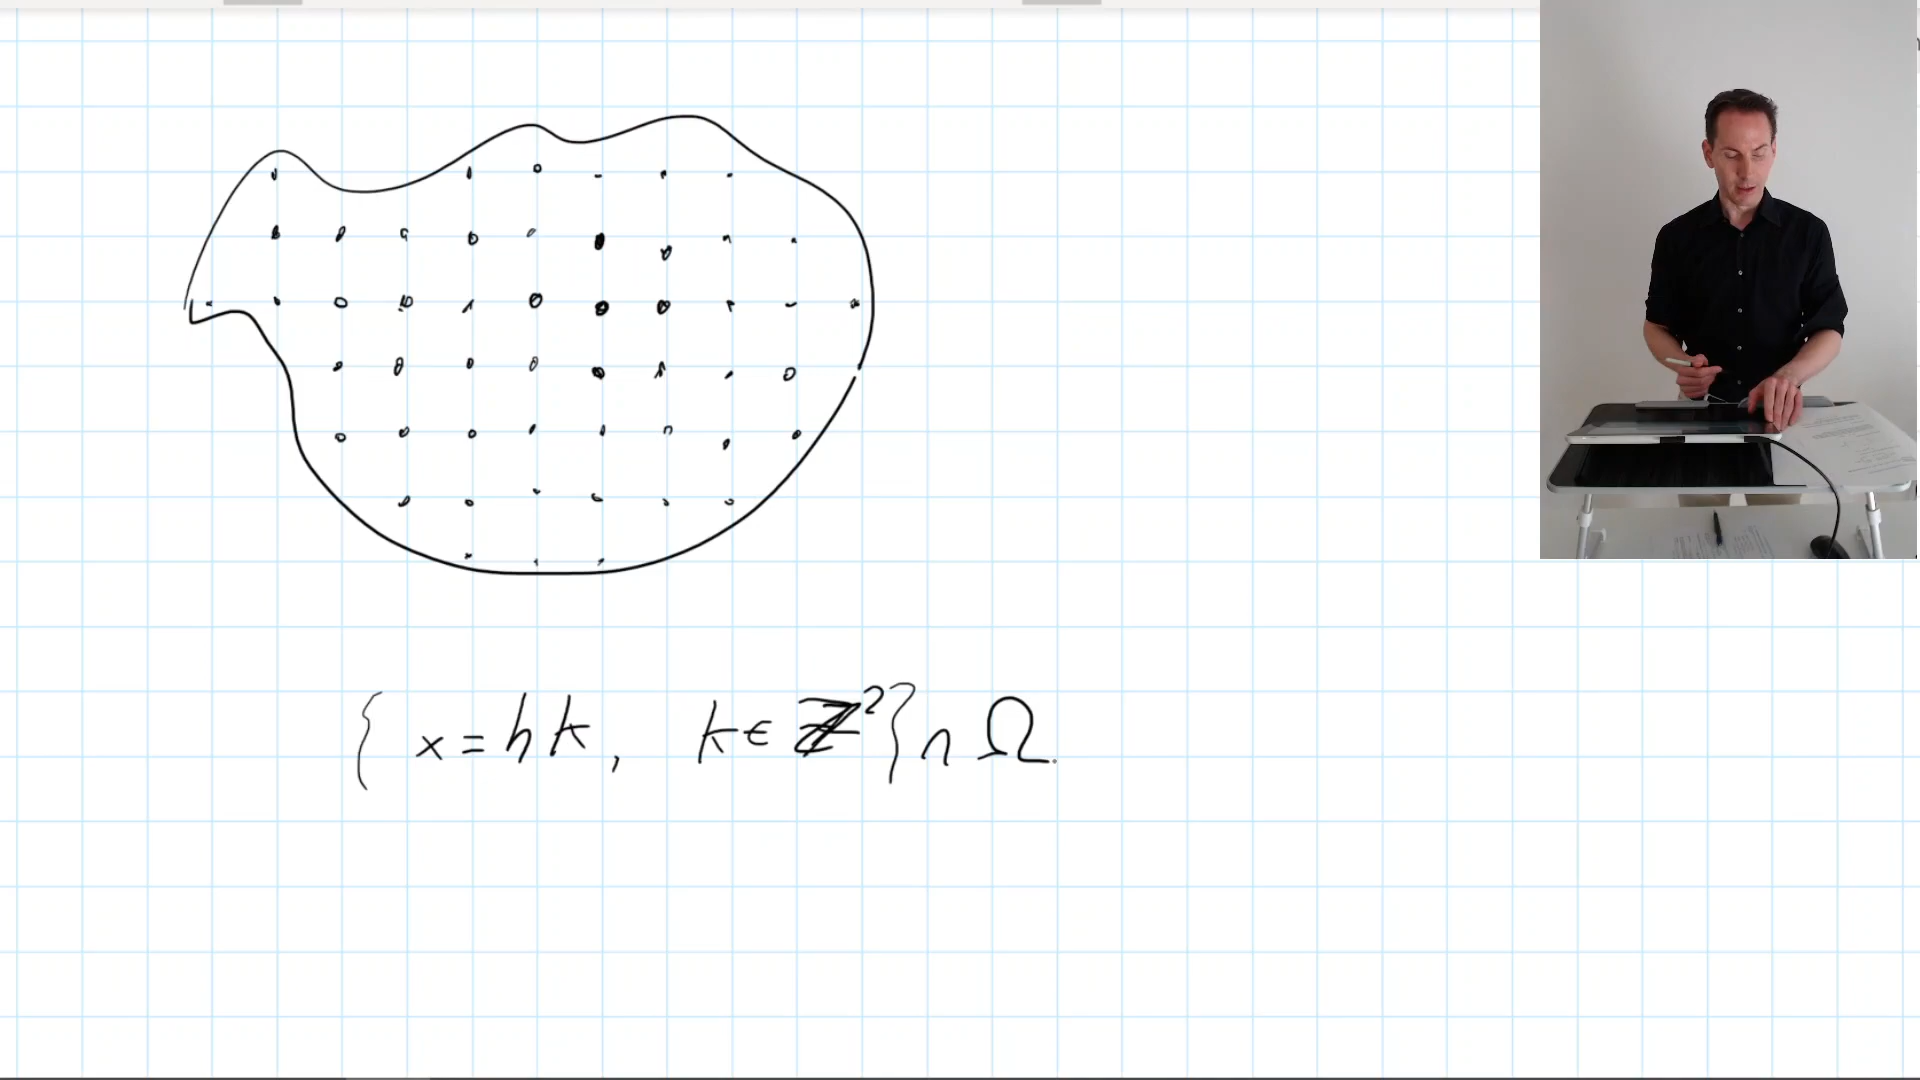 { x = hk, k ∈ ℤ² } ∩ Ω.